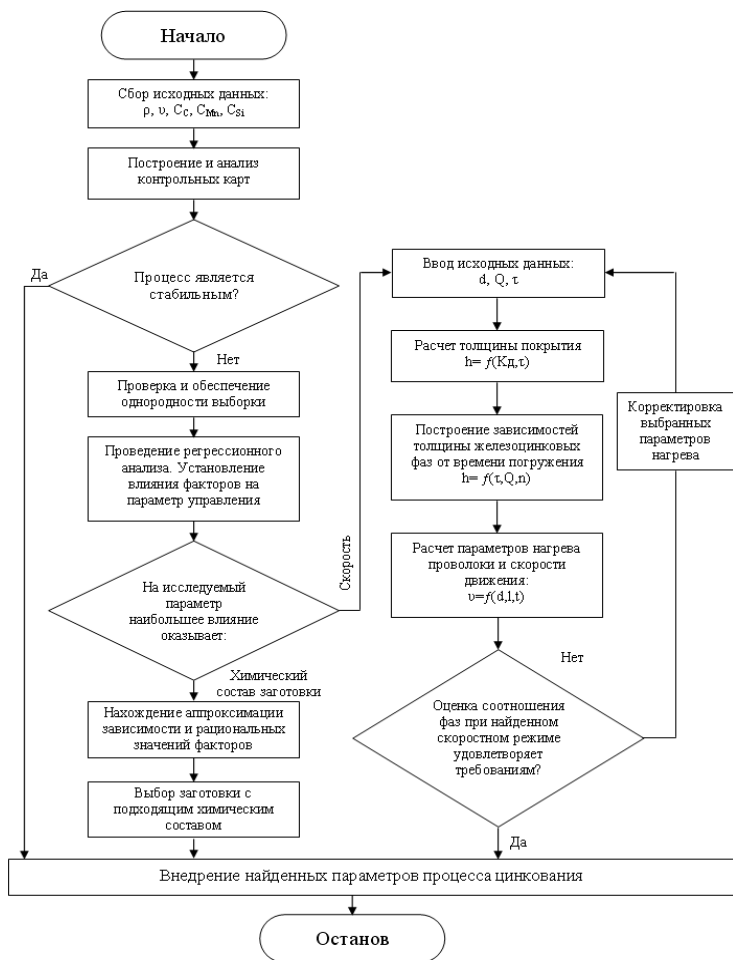 Начало
Сбор исходных данных:
ρ, υ, C_C, C_Mn, C_Si
Построение и анализ
контрольных карт
Да
Процесс является
стабильным?
Нет
Проверка и обеспечение
однородности выборки
Проведение регрессионного
анализа. Установление
влияния факторов на
параметр управления
На исследуемый
параметр
наибольшее влияние
оказывает:
Скорость
Химический
состав заготовки
Нахождение аппроксимации
зависимости и рациональных
значений факторов
Выбор заготовки с
подходящим химическим
составом
Ввод исходных данных:
d, Q, τ
Расчет толщины покрытия
h= ƒ(Kд,τ)
Построение зависимостей
толщины железоцинковых
фаз от времени погружения
h= ƒ(τ,Q,n)
Расчет параметров нагрева
проволоки и скорости
движения:
υ=ƒ(d,l,t)
Корректировка
выбранных
параметров
нагрева
Нет
Оценка соотношения
фаз при найденном
скоростном режиме
удовлетворяет
требованиям?
Да
Внедрение найденных параметров процесса цинкования
Останов